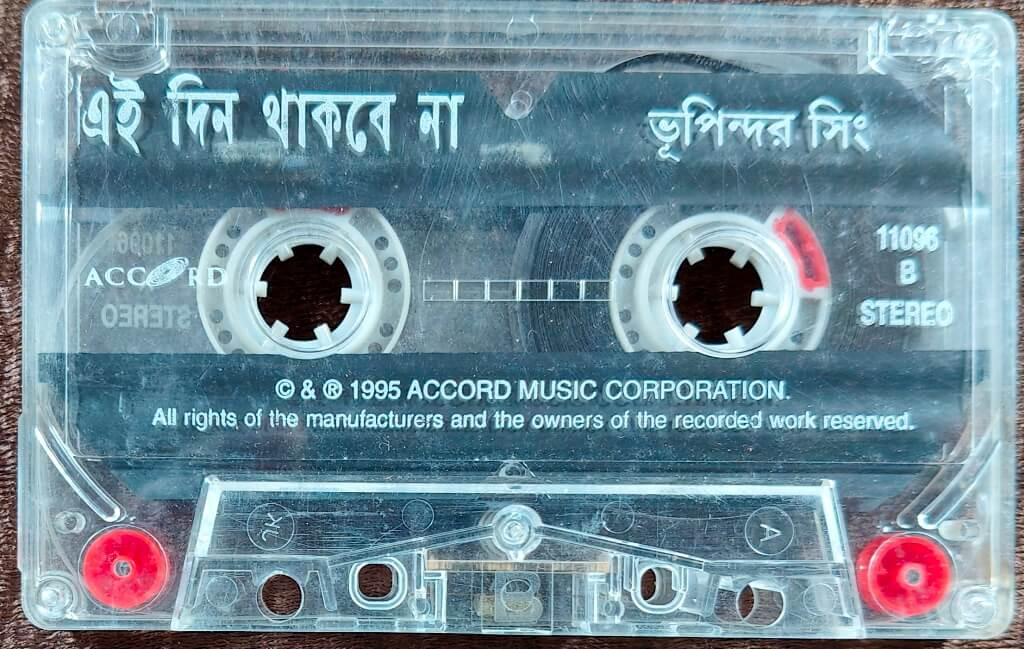 এই দিন থাকবে না
ভূপিন্দর সিং
ACCORD
11096
B
STEREO
© & ® 1995 ACCORD MUSIC CORPORATION.
All rights of the manufacturers and the owners of the recorded work reserved.
A
B